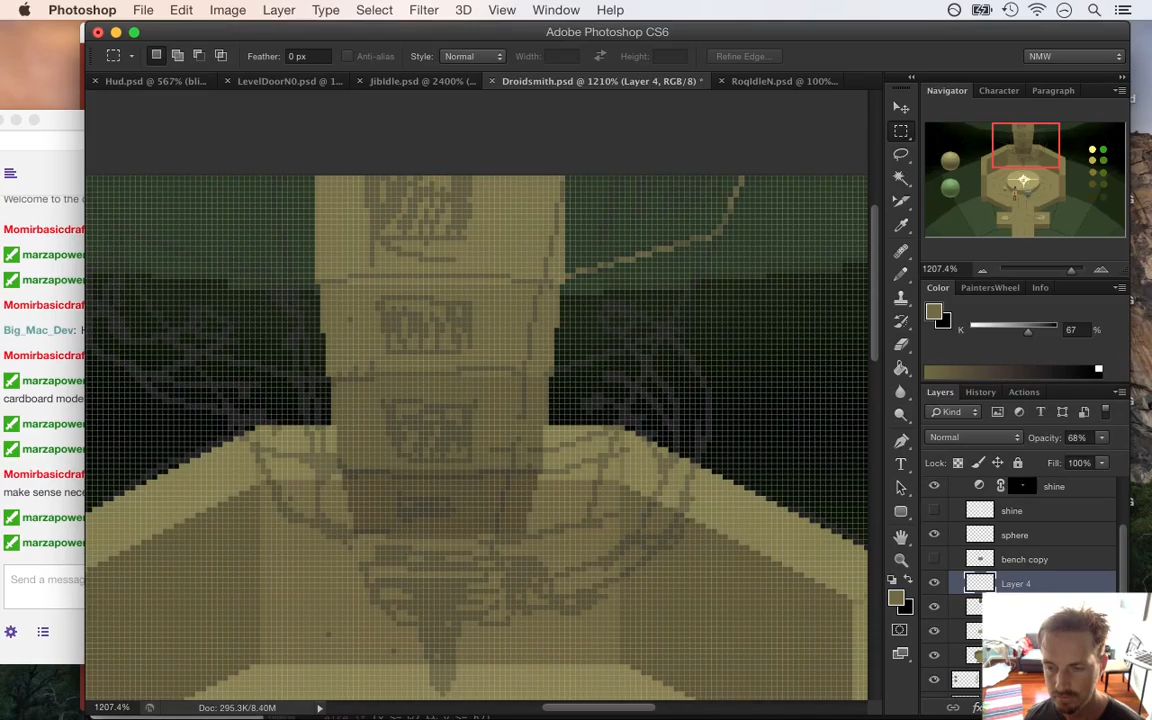 Photoshop File Edit Image Layer Type Select Filter 3D View Window Help
Adobe Photoshop CS6
Feather: 0 px Anti-alias Style: Normal Width: Height: Refine Edge... NMW
Hud.psd @ 567% (bli... LevelDoorN0.psd @ 1... JibIdle.psd @ 2400% (... Droidsmith.psd @ 1210% (Layer 4, RGB/8) * RoqIdleN.psd @ 100%...
Navigator Character Paragraph
1207.4%
Color PaintersWheel Info
K 67 %
Layers History Actions
Kind
Normal Opacity: 68%
Lock: Fill: 100%
shine
shine
sphere
bench copy
Layer 4
Welcome to the
Momirbasicdraf
marzapower
marzapower
Momirbasicdraf
Big_Mac_Dev:
Momirbasicdraf
marzapower
cardboard mode
marzapower
marzapower
Momirbasicdraf
make sense nece
marzapower
marzapower
Send a messag
1207.4% Doc: 295.3K/8.40M